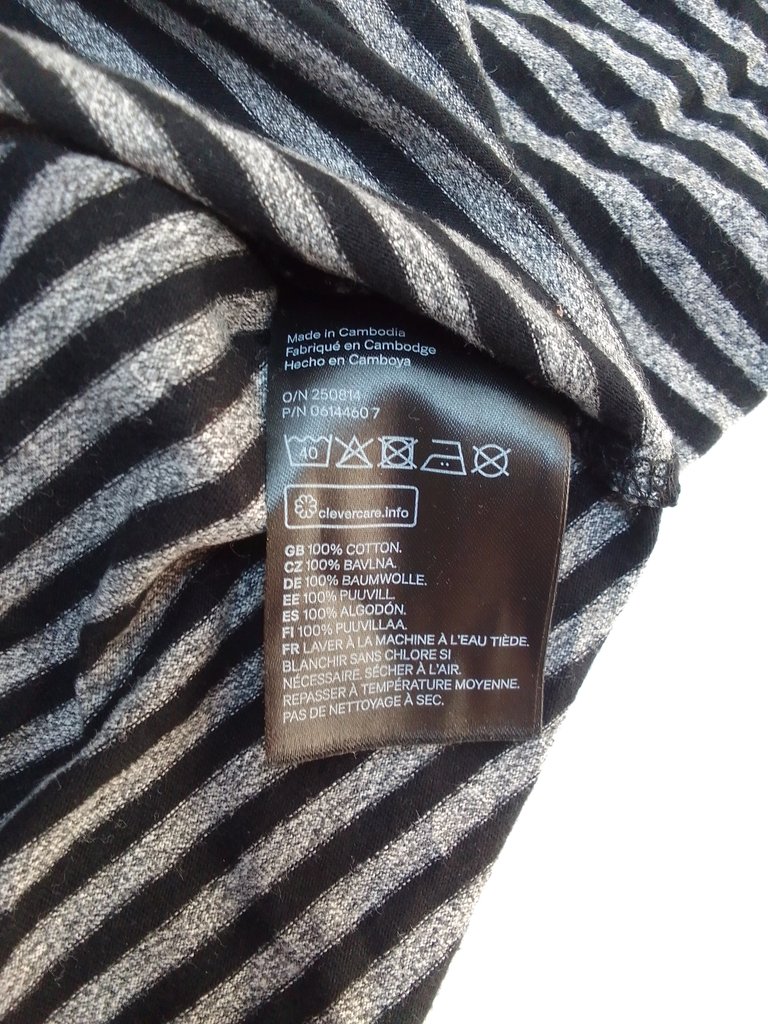 Made in Cambodia
Fabriqué en Cambodge
Hecho en Camboya
O/N 250814
P/N 0614460 7
40
clevercare.info
GB 100% COTTON.
CZ 100% BAVLNA.
DE 100% BAUMWOLLE.
EE 100% PUUVILL.
ES 100% ALGODÓN.
FI 100% PUUVILLAA.
FR LAVER À LA MACHINE À L'EAU TIÈDE.
BLANCHIR SANS CHLORE SI
NÉCESSAIRE. SÉCHER À L'AIR.
REPASSER À TEMPÉRATURE MOYENNE.
PAS DE NETTOYAGE À SEC.